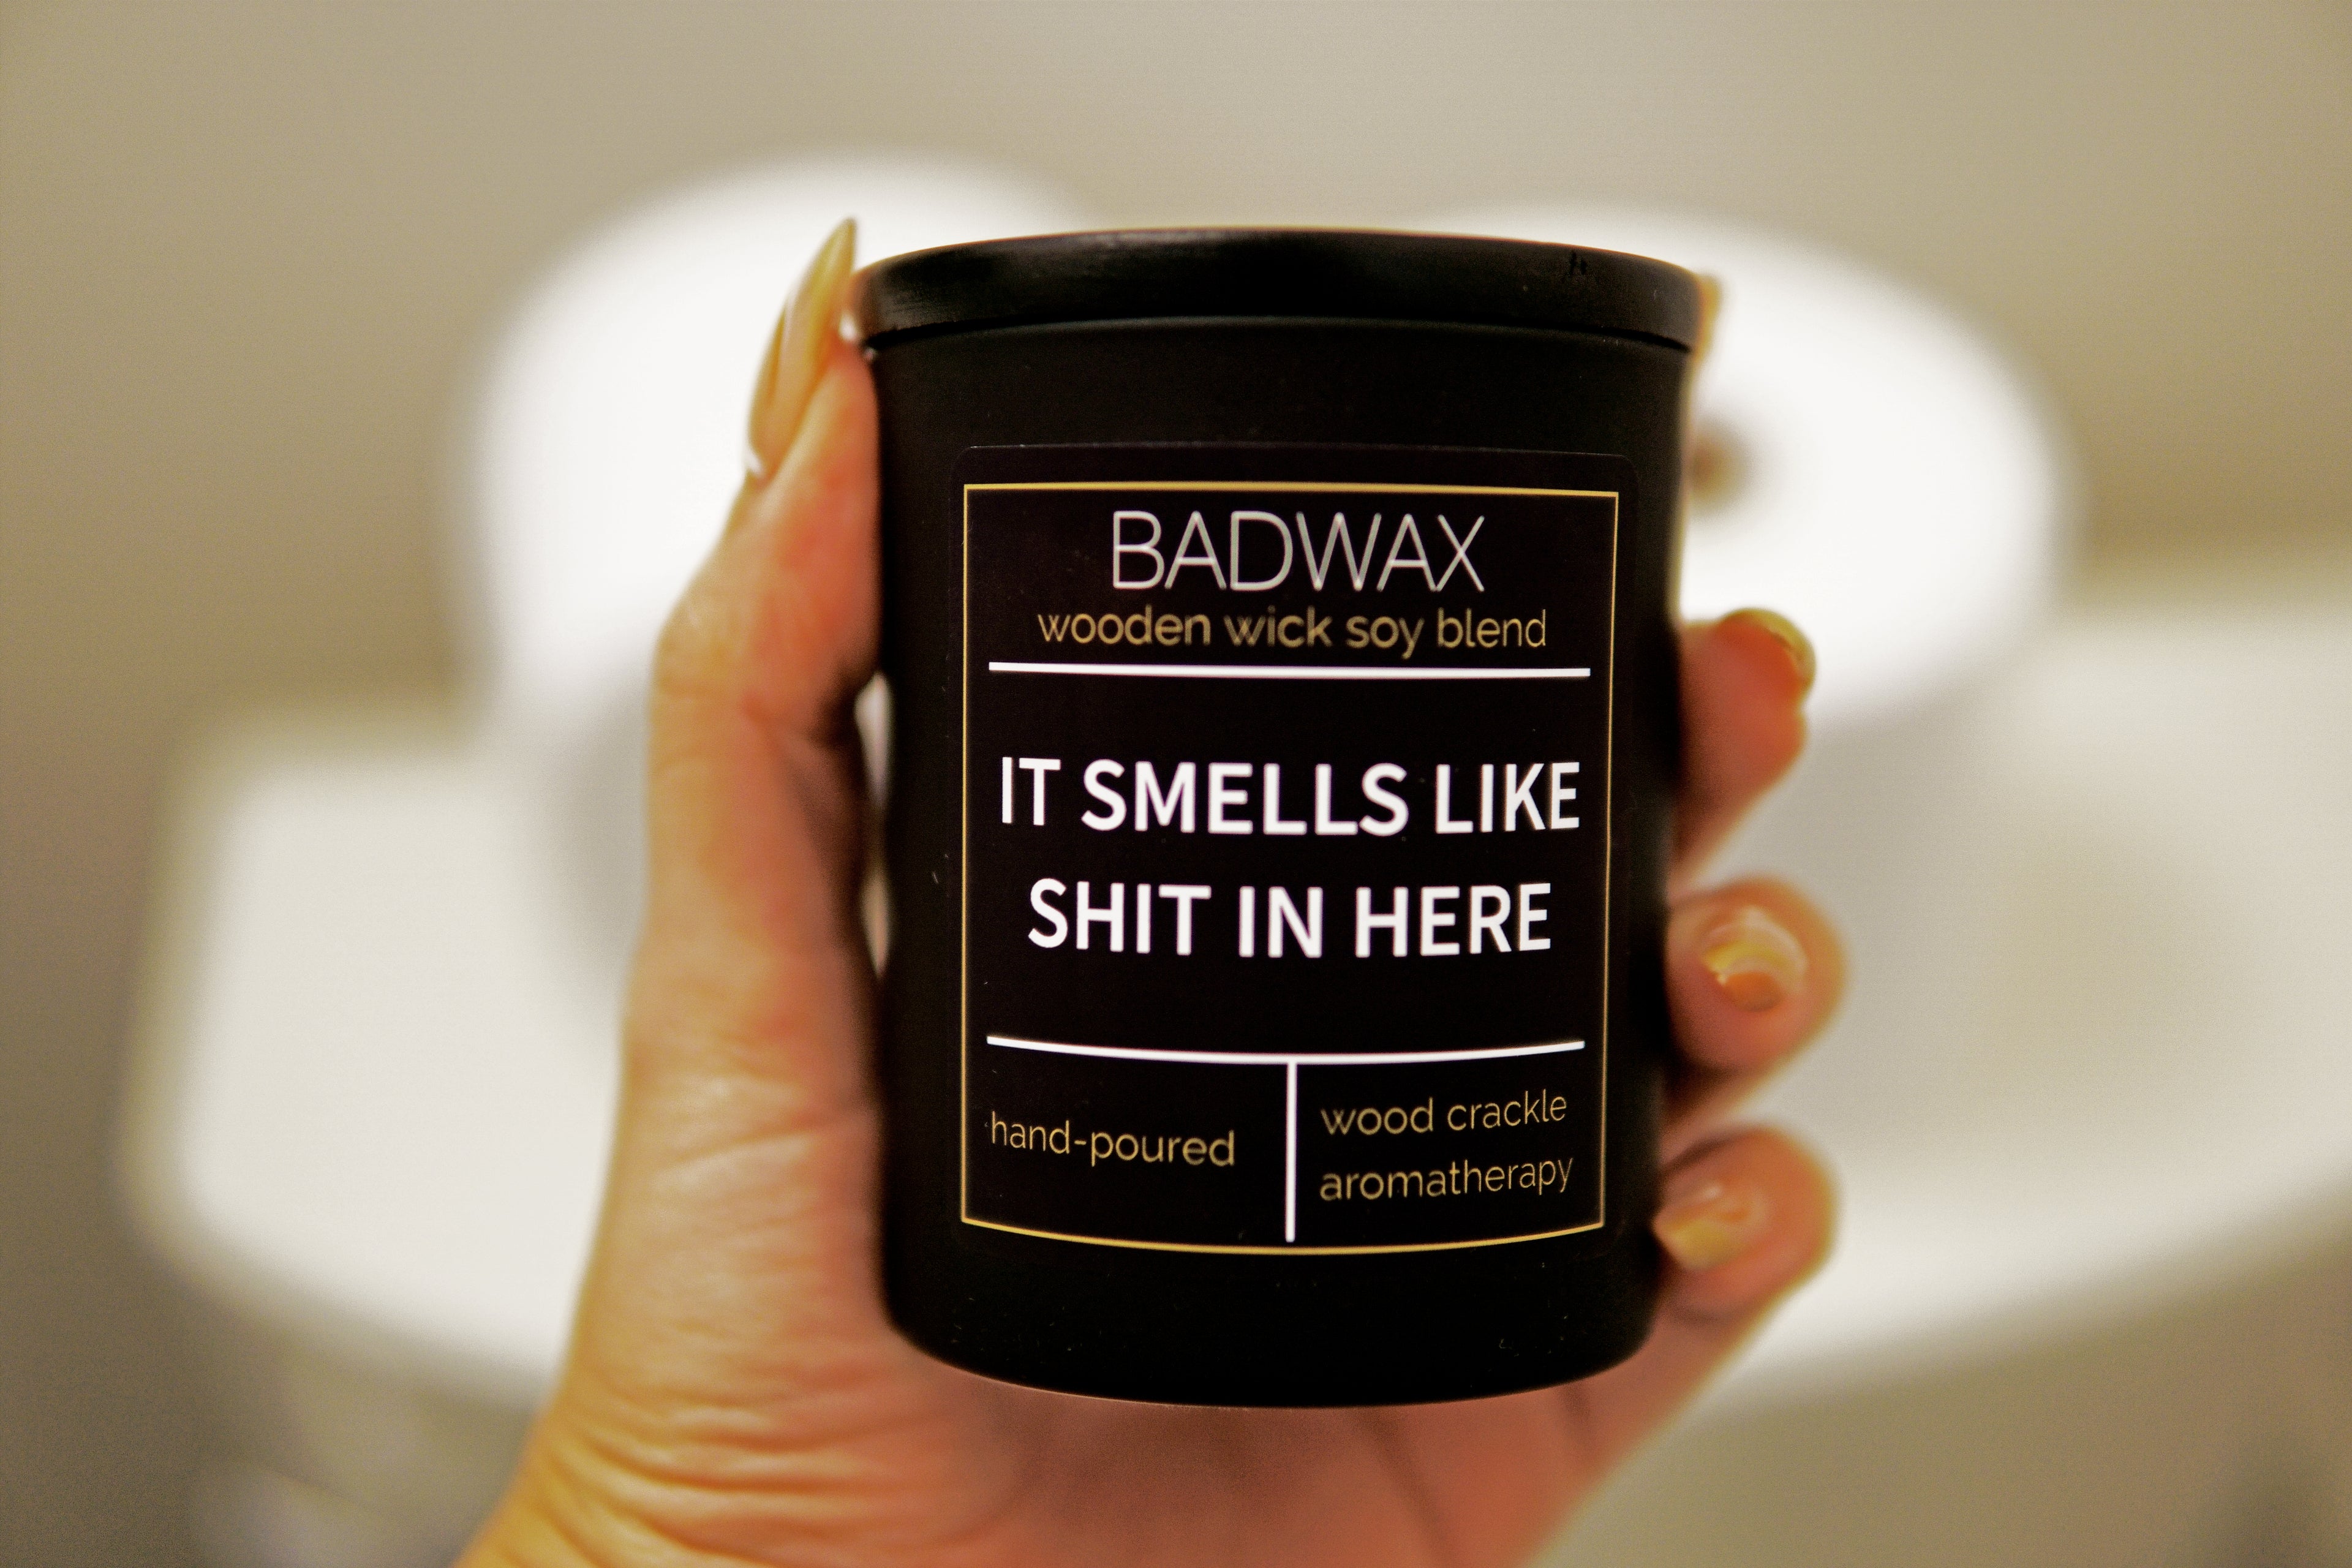 BADWAX
wooden wick soy blend
IT SMELLS LIKE
SHIT IN HERE
hand-poured
wood crackle
aromatherapy